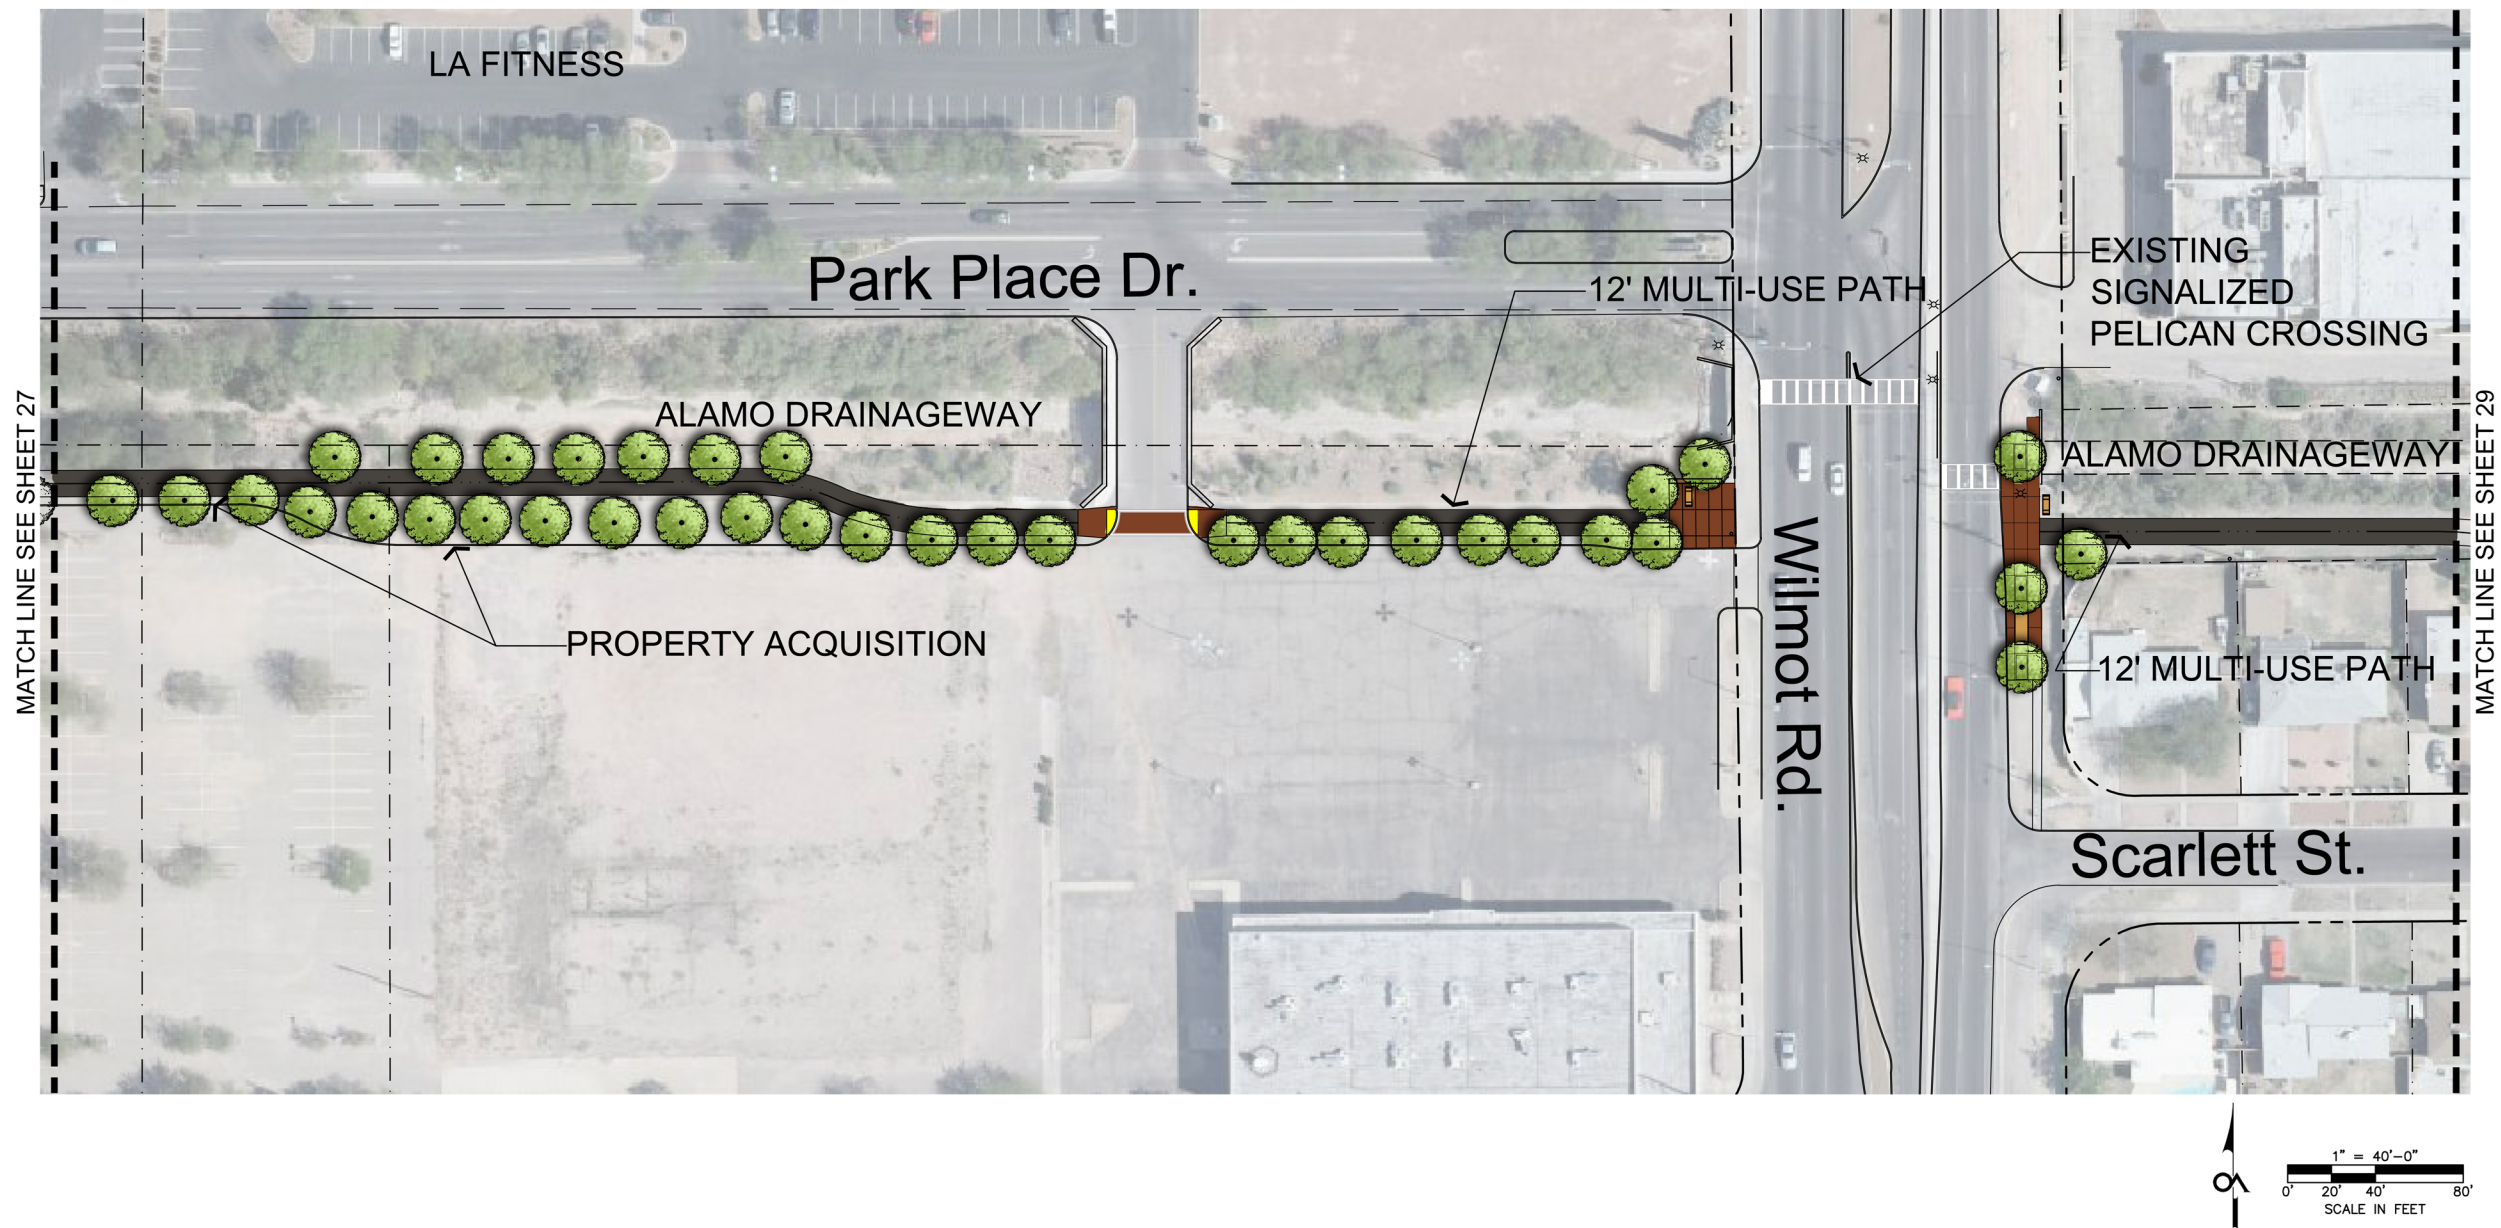 LA FITNESS
Park Place Dr.
12' MULTI-USE PATH
EXISTING
SIGNALIZED
PELICAN CROSSING
ALAMO DRAINAGEWAY
ALAMO DRAINAGEWAY
MATCH LINE SEE SHEET 27
MATCH LINE SEE SHEET 29
PROPERTY ACQUISITION
Wilmot Rd.
12' MULTI-USE PATH
Scarlett St.
1" = 40'-0"
0' 20' 40' 80'
SCALE IN FEET